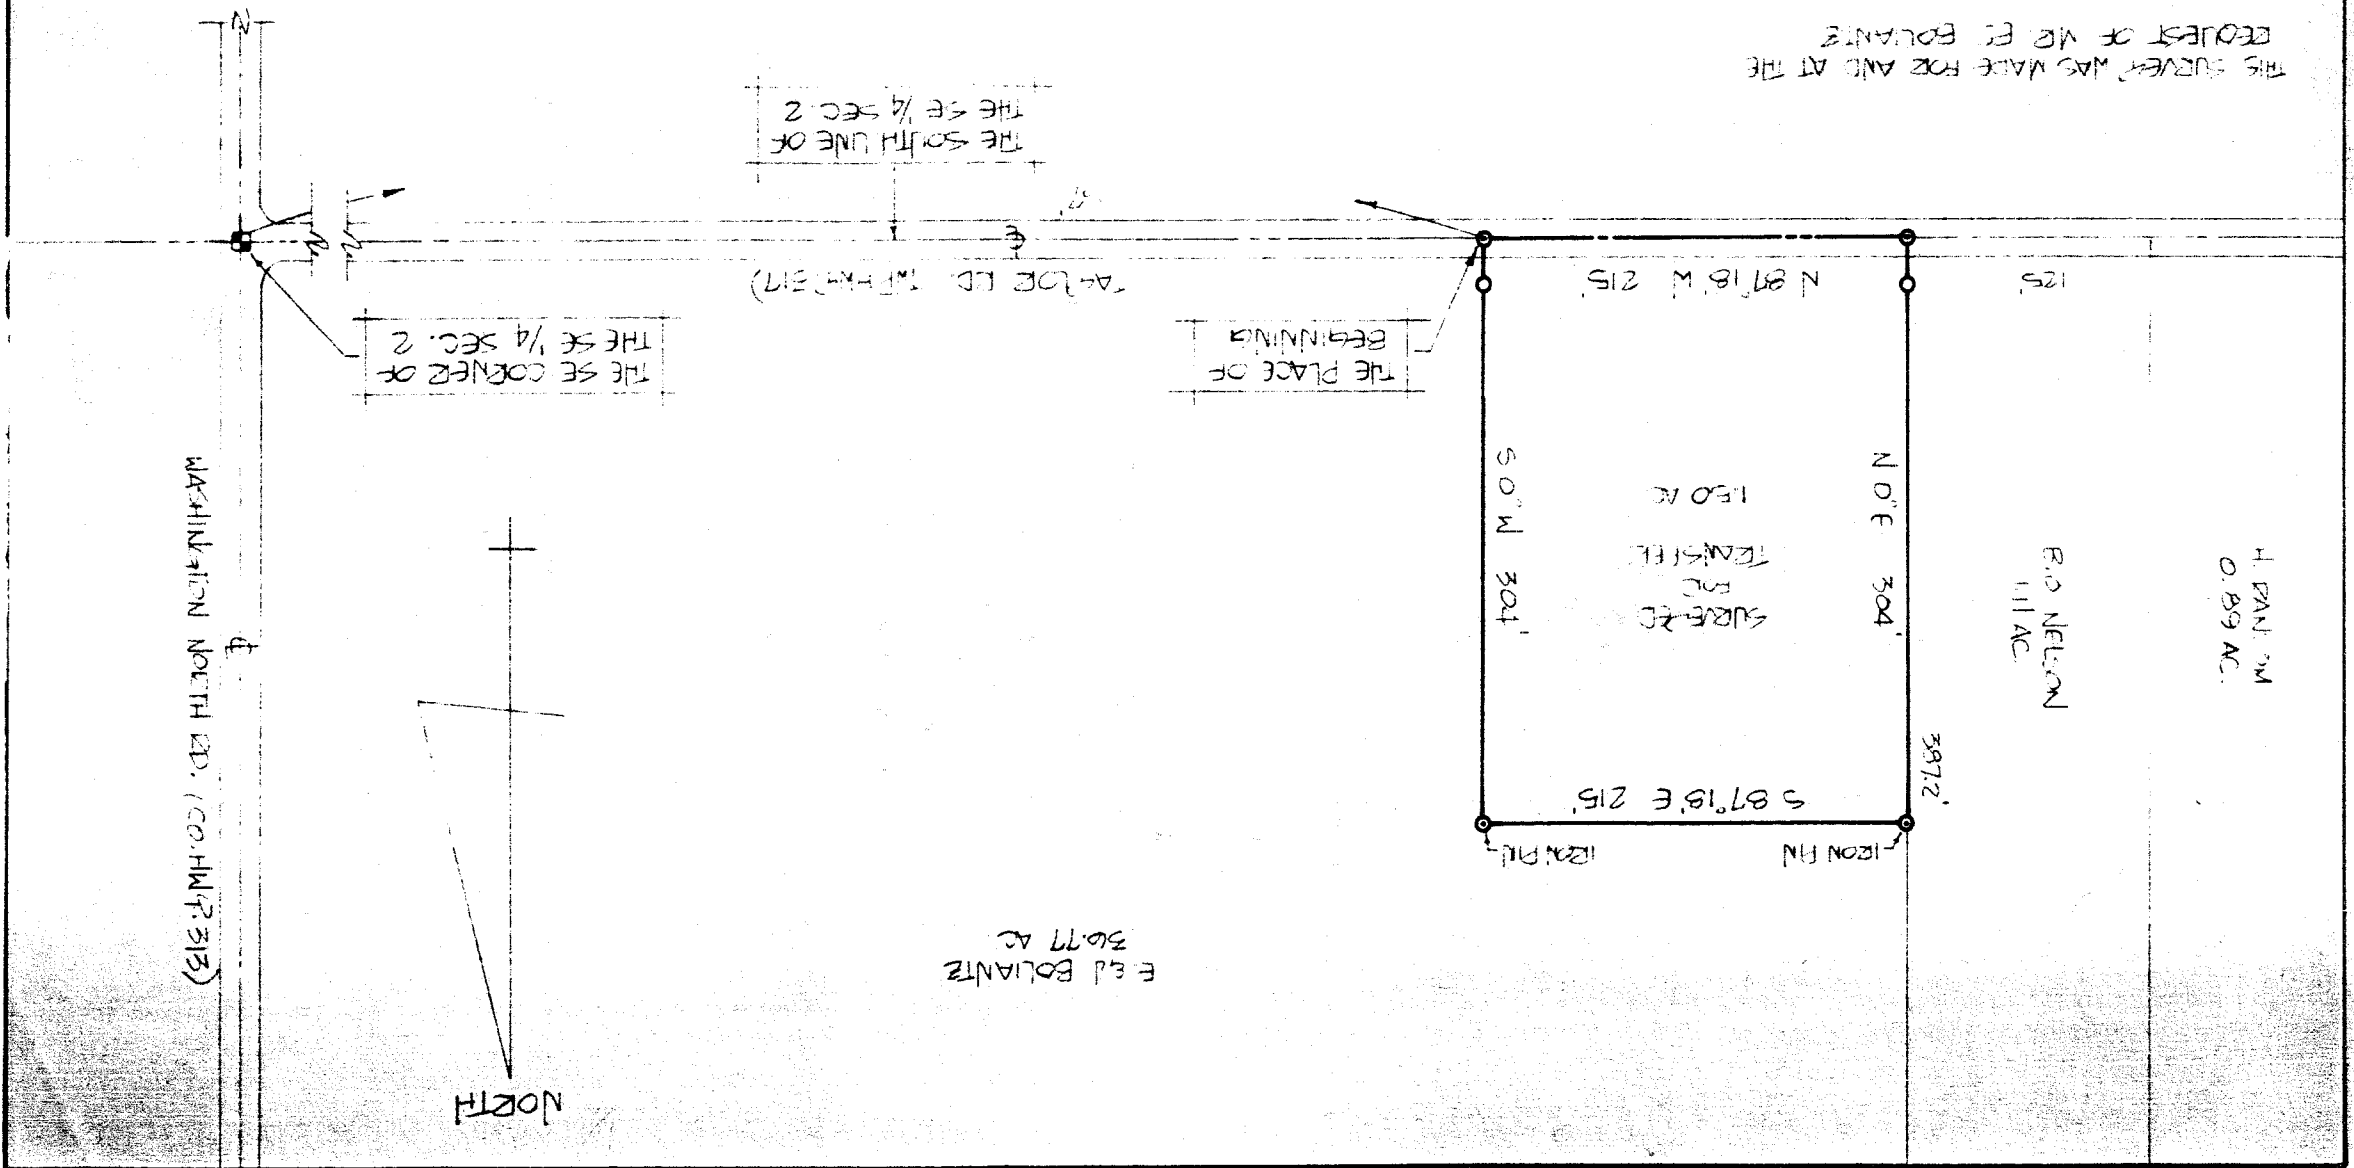 NORTH
E. & J. BOLIANTZ
36.77 AC
IRON PIN
IRON PIN
S 87°18' E 215'
387.2'
N 0° E 304'
S 0° W 304'
SURVEYED
FOR
TRANSFER
1.50 AC
B.D NELSON
1.11 AC.
0.89 AC.
THE PLACE OF
BEGINNING
THE SE CORNER OF
THE SE 1/4 SEC. 2
N 87°18' W 215'
125'
TAYLOR RD.
WASHINGTON NORTH RD. (CO. HWY. 313)
THE SOUTH LINE OF
THE SE 1/4 SEC. 2
THIS SURVEY WAS MADE FOR AND AT THE
REQUEST OF MR ED BOLIANTZ
N